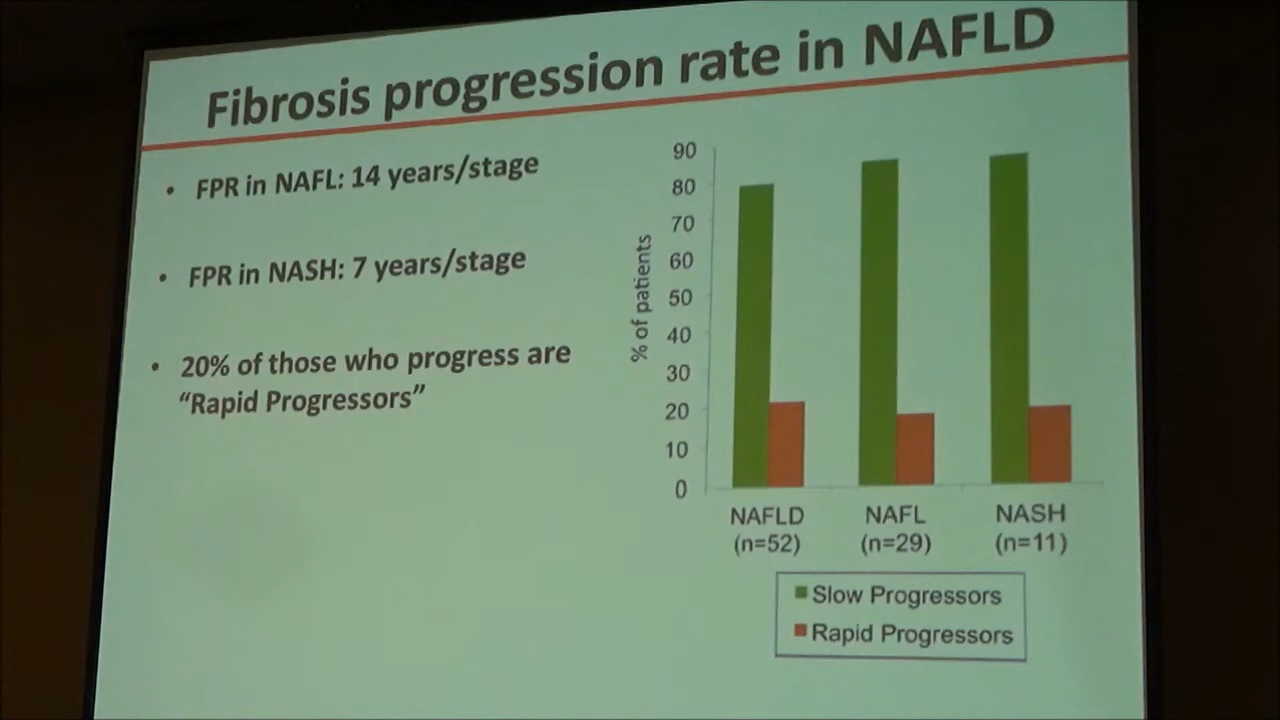 Fibrosis progression rate in NAFLD
• FPR in NAFL: 14 years/stage
• FPR in NASH: 7 years/stage
• 20% of those who progress are
“Rapid Progressors”
% of patients
90
80
70
60
50
40
30
20
10
0
NAFLD NAFL NASH
(n=52) (n=29) (n=11)
Slow Progressors
Rapid Progressors